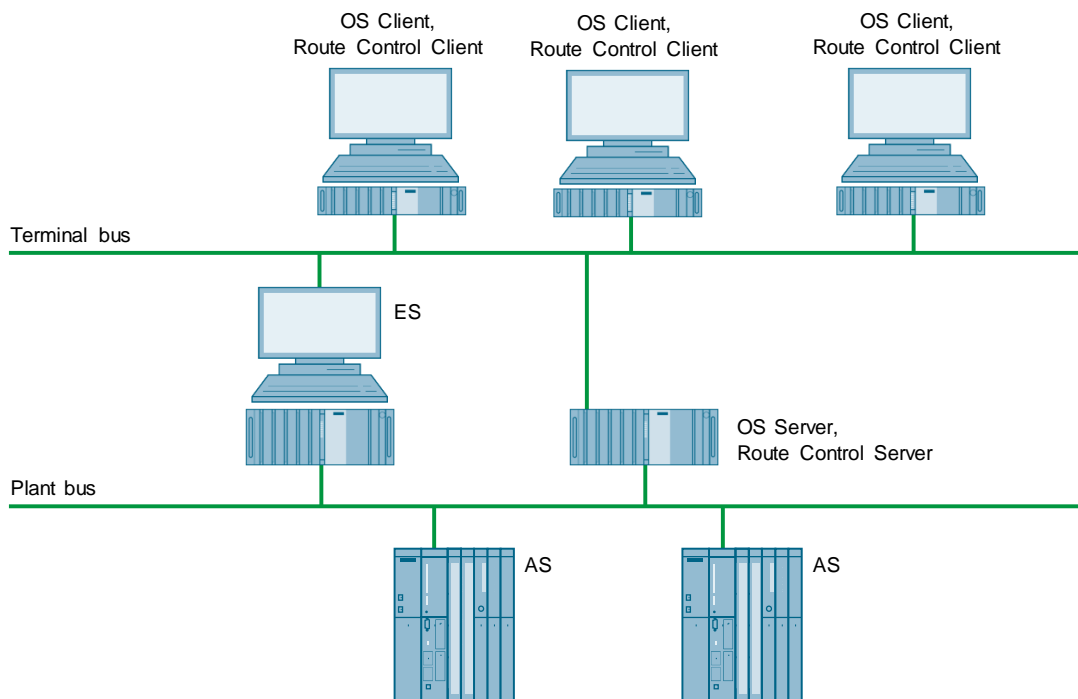 OS Client,
Route Control Client
OS Client,
Route Control Client
OS Client,
Route Control Client
Terminal bus
ES
OS Server,
Route Control Server
Plant bus
AS
AS